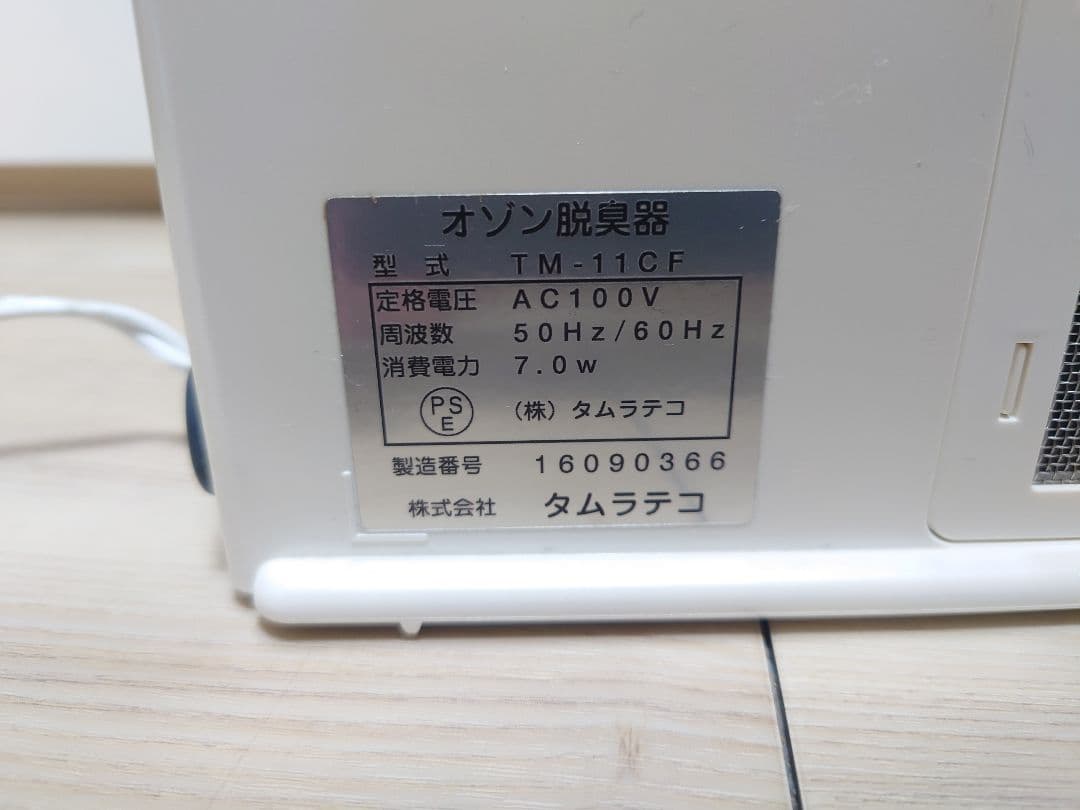 オゾン脱臭器
型式 TM-11CF
定格電圧 AC100V
周波数 50Hz/60Hz
消費電力 7.0w
PS
E
(株)タムラテコ
製造番号 16090366
株式会社 タムラテコ